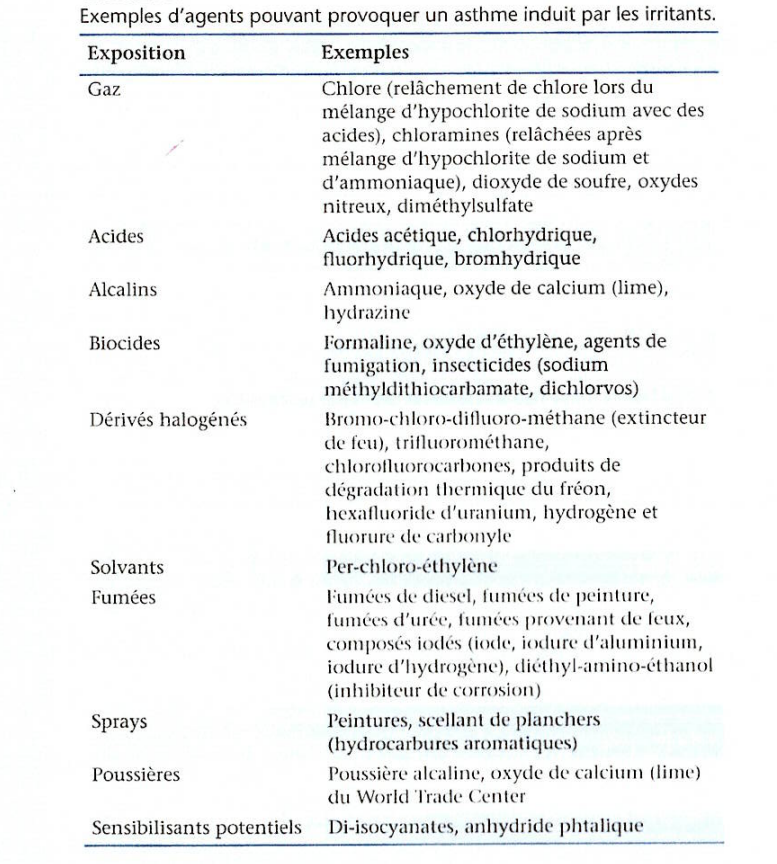 Exemples d'agents pouvant provoquer un asthme induit par les irritants.
Exposition Exemples
Gaz Chlore (relâchement de chlore lors du
mélange d'hypochlorite de sodium avec des
acides), chloramines (relâchées après
mélange d'hypochlorite de sodium et
d'ammoniaque), dioxyde de soufre, oxydes
nitreux, diméthylsulfate
Acides Acides acétique, chlorhydrique,
fluorhydrique, bromhydrique
Alcalins Ammoniaque, oxyde de calcium (lime),
hydrazine
Biocides Formaline, oxyde d'éthylène, agents de
fumigation, insecticides (sodium
méthyldithiocarbamate, dichlorvos)
Dérivés halogénés Bromo-chloro-difluoro-méthane (extincteur
de feu), trifluorométhane,
chlorofluorocarbones, produits de
dégradation thermique du fréon,
hexafluoride d'uranium, hydrogène et
fluorure de carbonyle
Solvants Per-chloro-éthylène
Fumées Fumées de diesel, fumées de peinture,
fumées d'urée, fumées provenant de feux,
composés iodés (iode, iodure d'aluminium,
iodure d'hydrogène), diéthyl-amino-éthanol
(inhibiteur de corrosion)
Sprays Peintures, scellant de planchers
(hydrocarbures aromatiques)
Poussières Poussière alcaline, oxyde de calcium (lime)
du World Trade Center
Sensibilisants potentiels Di-isocyanates, anhydride phtalique